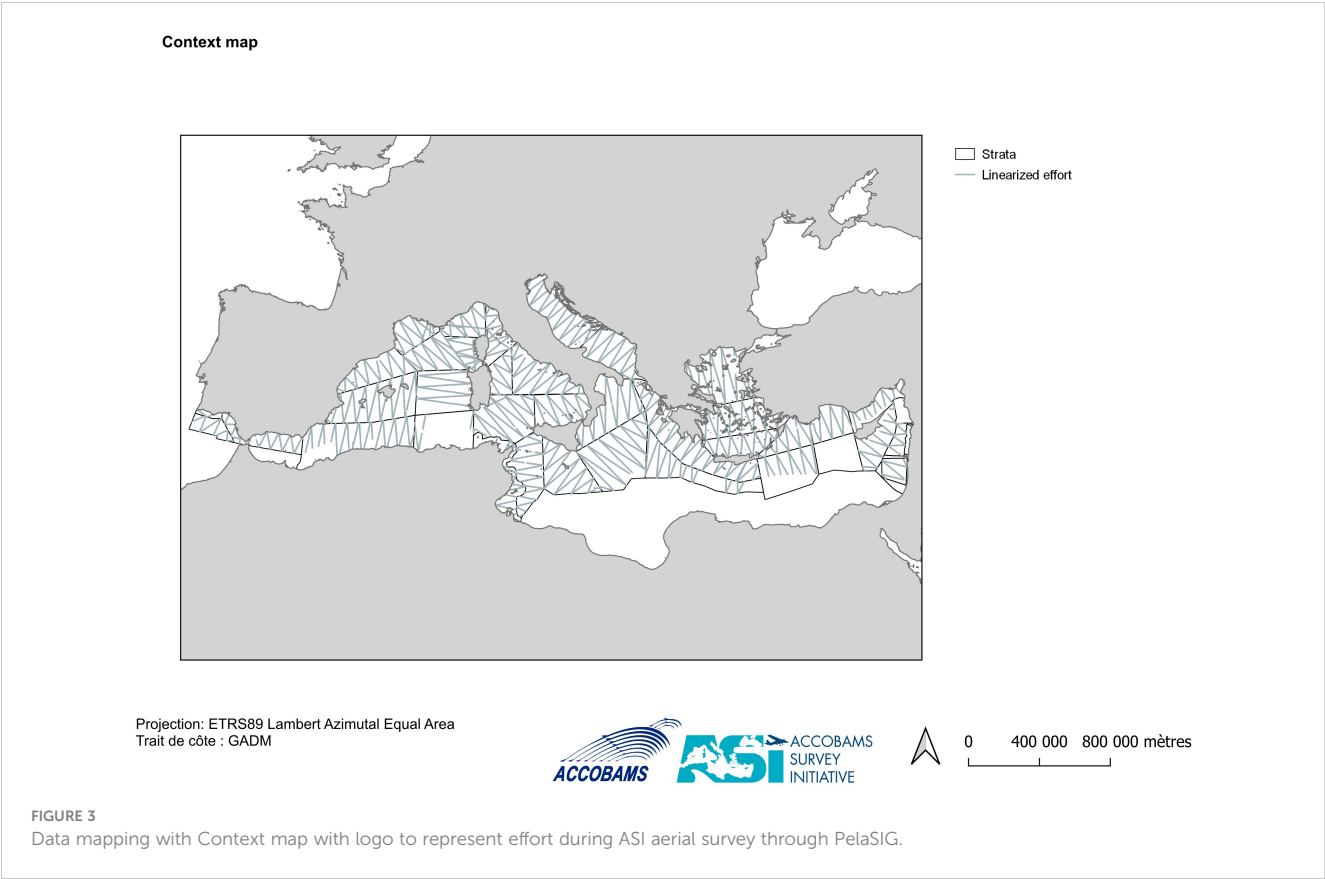 Context map
Strata
Linearized effort
Projection: ETRS89 Lambert Azimutal Equal Area
Trait de côte : GADM
ACCOBAMS
ASi
ACCOBAMS
SURVEY
INITIATIVE
0 400 000 800 000 mètres
FIGURE 3
Data mapping with Context map with logo to represent effort during ASI aerial survey through PelaSIG.